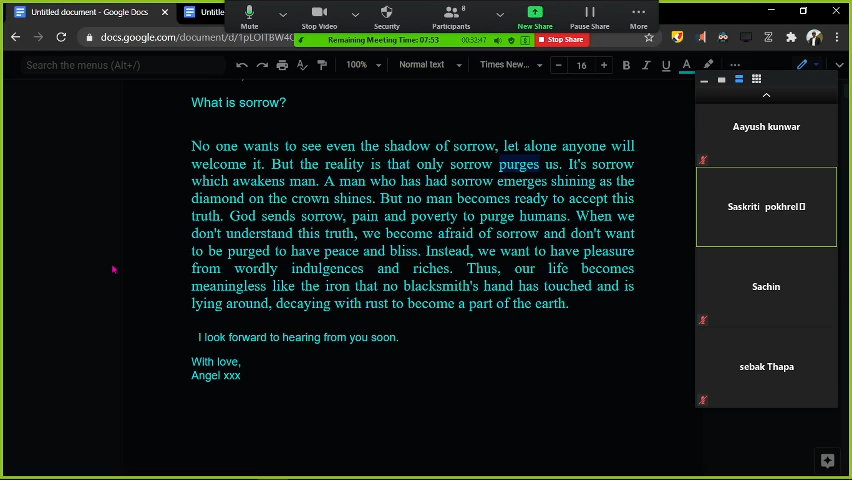 Untitled document - Google Docs
Untitled
Mute
Stop Video
Security
8
Participants
New Share
Pause Share
More
Remaining Meeting Time: 07:53
00:32:47
Stop Share
docs.google.com/document/d/1pLOITBW4C
Search the menus (Alt+/)
100%
Normal text
Times New...
16
B I U A
What is sorrow?
No one wants to see even the shadow of sorrow, let alone anyone will
welcome it. But the reality is that only sorrow purges us. It's sorrow
which awakens man. A man who has had sorrow emerges shining as the
diamond on the crown shines. But no man becomes ready to accept this
truth. God sends sorrow, pain and poverty to purge humans. When we
don't understand this truth, we become afraid of sorrow and don't want
to be purged to have peace and bliss. Instead, we want to have pleasure
from wordly indulgences and riches. Thus, our life becomes
meaningless like the iron that no blacksmith's hand has touched and is
lying around, decaying with rust to become a part of the earth.
I look forward to hearing from you soon.
With love,
Angel xxx
Aayush kunwar
Saskriti pokhrel
Sachin
sebak Thapa